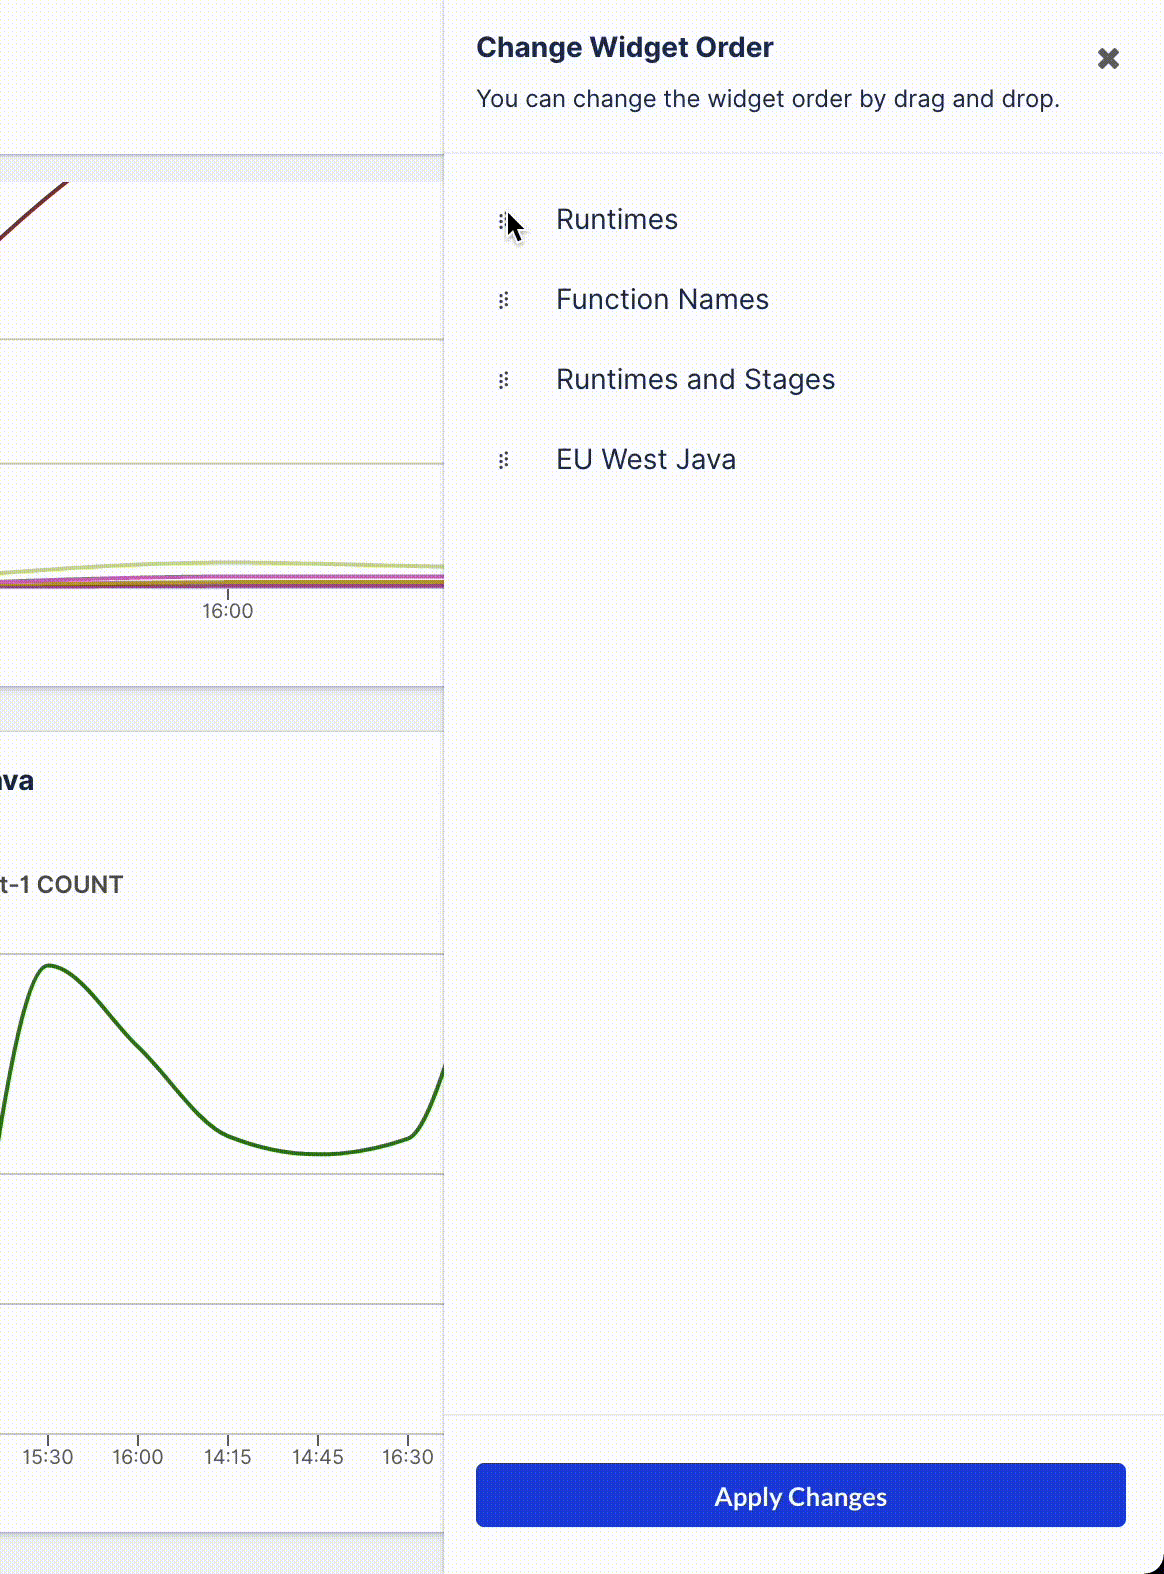 Change Widget Order
You can change the widget order by drag and drop.
Runtimes
Function Names
Runtimes and Stages
EU West Java
16:00
t-1 COUNT
15:30 16:00 14:15 14:45 16:30
Apply Changes